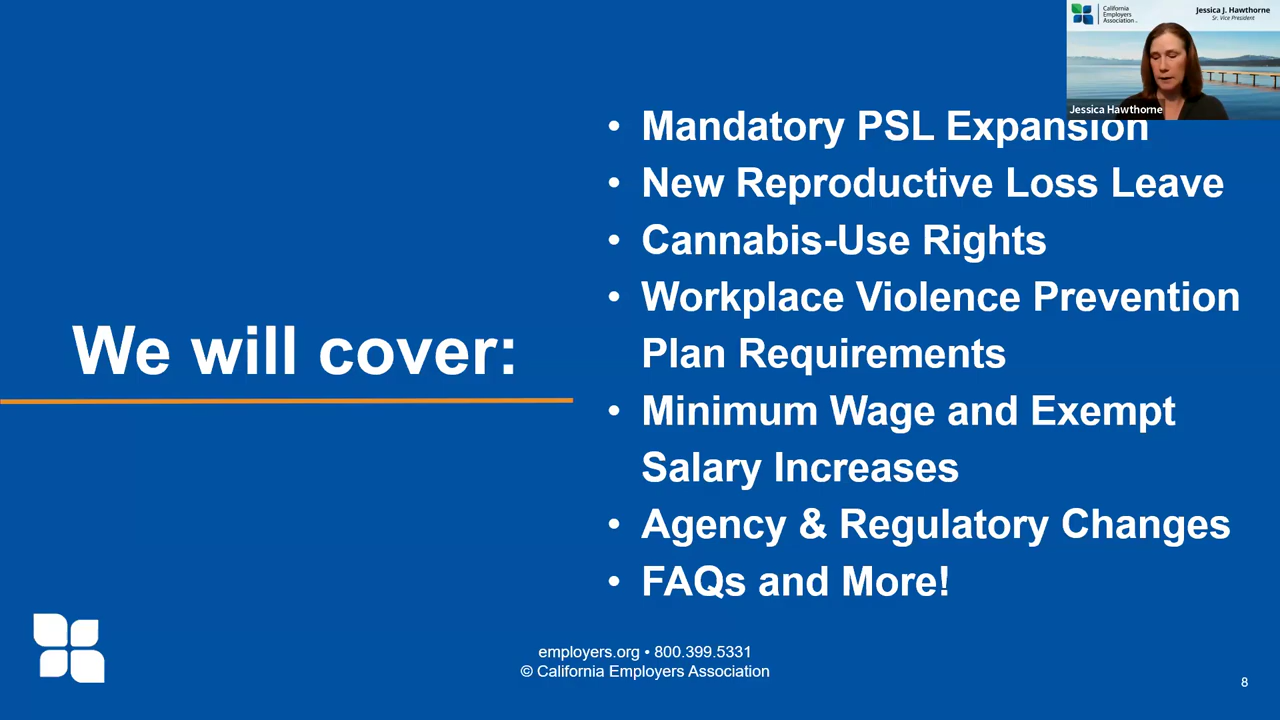 California
Employers
Association
Jessica J. Hawthorne
Sr. Vice President
Jessica Hawthorne
We will cover:
• Mandatory PSL Expansion
• New Reproductive Loss Leave
• Cannabis-Use Rights
• Workplace Violence Prevention
Plan Requirements
• Minimum Wage and Exempt
Salary Increases
• Agency & Regulatory Changes
• FAQs and More!
employers.org • 800.399.5331
© California Employers Association
8